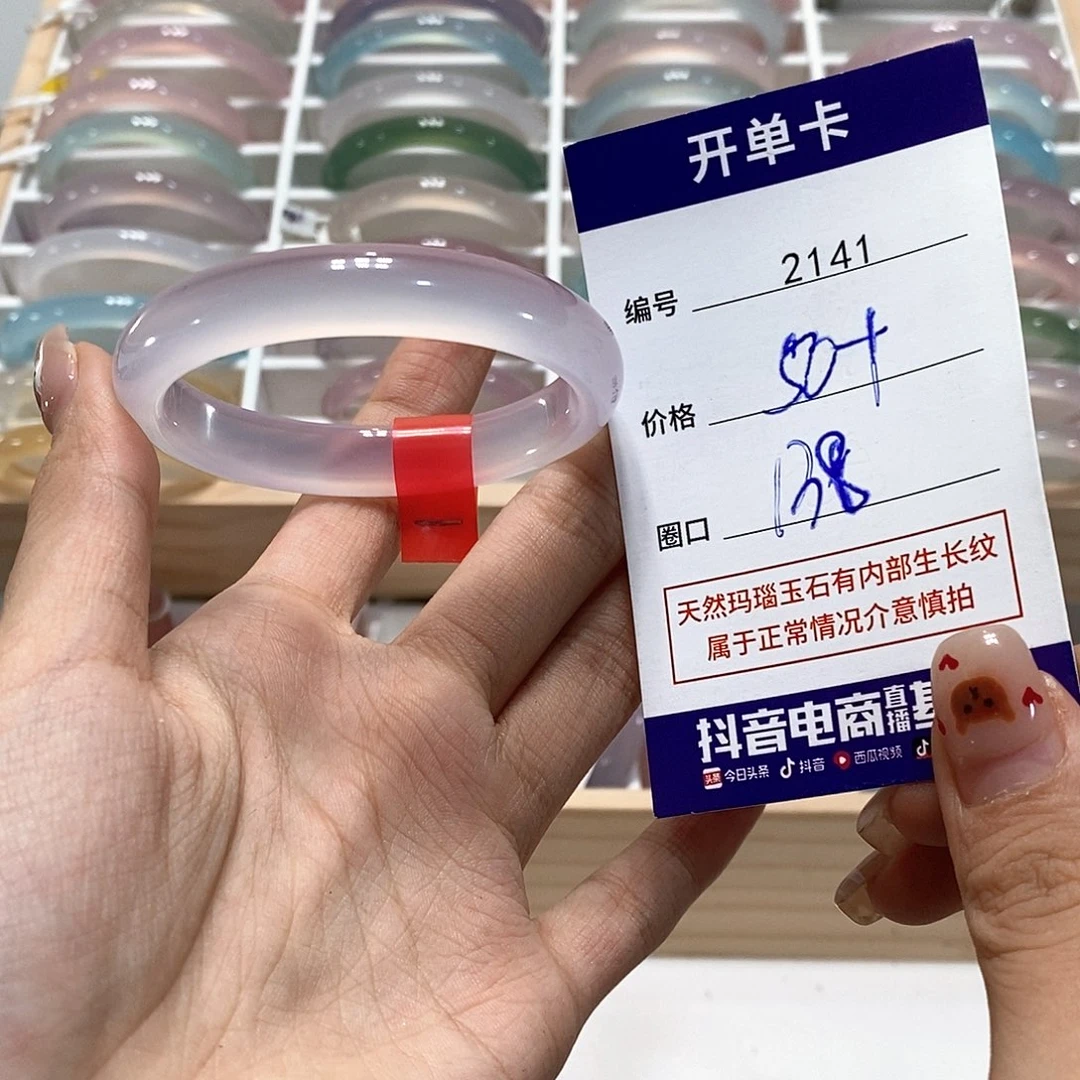 开单卡
编号 2141
价格
圈口 138
天然玛瑙玉石有内部生长纹
属于正常情况介意慎拍
抖音电商直播
头条 今日头条 抖音 西瓜视频